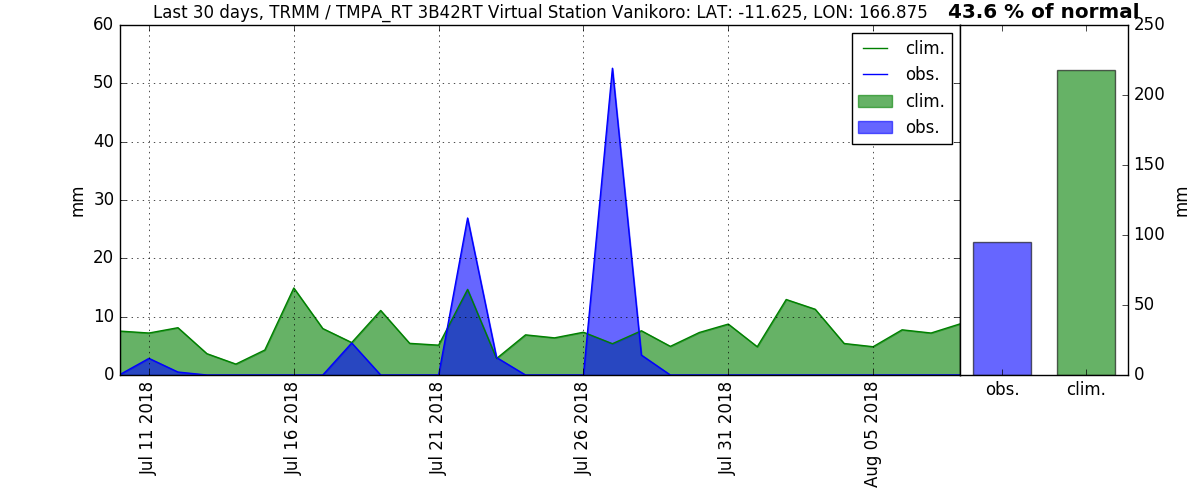 Last 30 days, TRMM / TMPA_RT 3B42RT Virtual Station Vanikoro: LAT: -11.625, LON: 166.875
43.6 % of normal
60
50
40
30
20
10
0
mm
clim.
obs.
clim.
obs.
Jul 11 2018
Jul 16 2018
Jul 21 2018
Jul 26 2018
Jul 31 2018
Aug 05 2018
250
200
150
100
50
0
mm
obs.
clim.